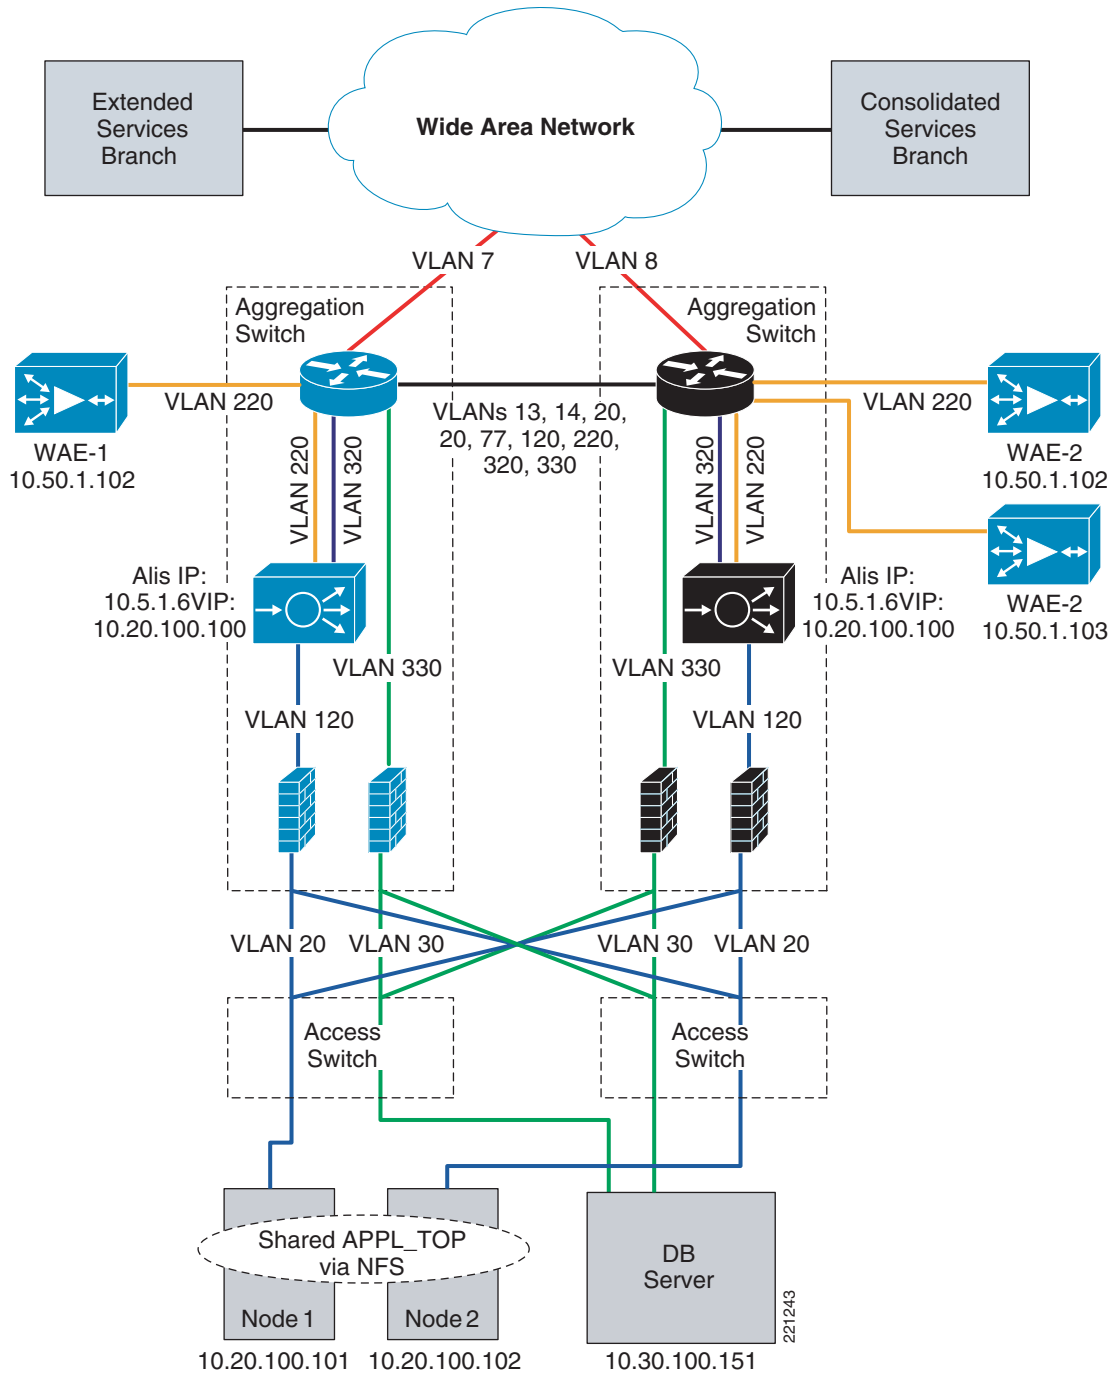 Extended
Services
Branch
Wide Area Network
Consolidated
Services
Branch
VLAN 7
VLAN 8
Aggregation
Switch
Aggregation
Switch
VLAN 220
WAE-1
10.50.1.102
VLANs 13, 14, 20,
20, 77, 120, 220,
320, 330
VLAN 220
WAE-2
10.50.1.102
VLAN 220
VLAN 320
VLAN 320
VLAN 220
Alis IP:
10.5.1.6VIP:
10.20.100.100
Alis IP:
10.5.1.6VIP:
10.20.100.100
WAE-2
10.50.1.103
VLAN 330
VLAN 330
VLAN 120
VLAN 120
VLAN 20
VLAN 30
VLAN 30
VLAN 20
Access
Switch
Access
Switch
Shared APPL_TOP
via NFS
Node 1
Node 2
DB
Server
221243
10.20.100.101
10.20.100.102
10.30.100.151